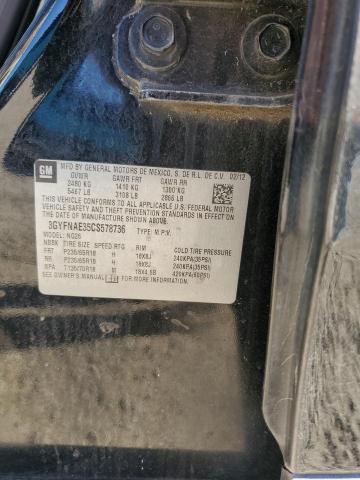 GM
MFD BY GENERAL MOTORS DE MEXICO, S. DE R.L. DE C.V. 02/12
GVWR GAWR FRT GAWR RR
2480 KG 1410 KG 1300 KG
5467 LB 3108 LB 2866 LB
THIS VEHICLE CONFORMS TO ALL APPLICABLE U.S. FEDERAL
MOTOR VEHICLE SAFETY AND THEFT PREVENTION STANDARDS
IN EFFECT ON THE DATE OF MANUFACTURE SHOWN ABOVE.
3GYFNAE35CS578736 TYPE: M.P.V.
MODEL: NG26
NBSBN TIRE SIZE SPEED RTG RIM COLD TIRE PRESSURE
FRT P235/65R18 H 18X8J 240KPA(35PSI)
RR P235/65R18 H 18X8J 240KPA(35PSI)
SPA T135/70R18 M 18X4.5B 420KPA(60PSI)
SEE OWNER'S MANUAL FOR MORE INFORMATION.